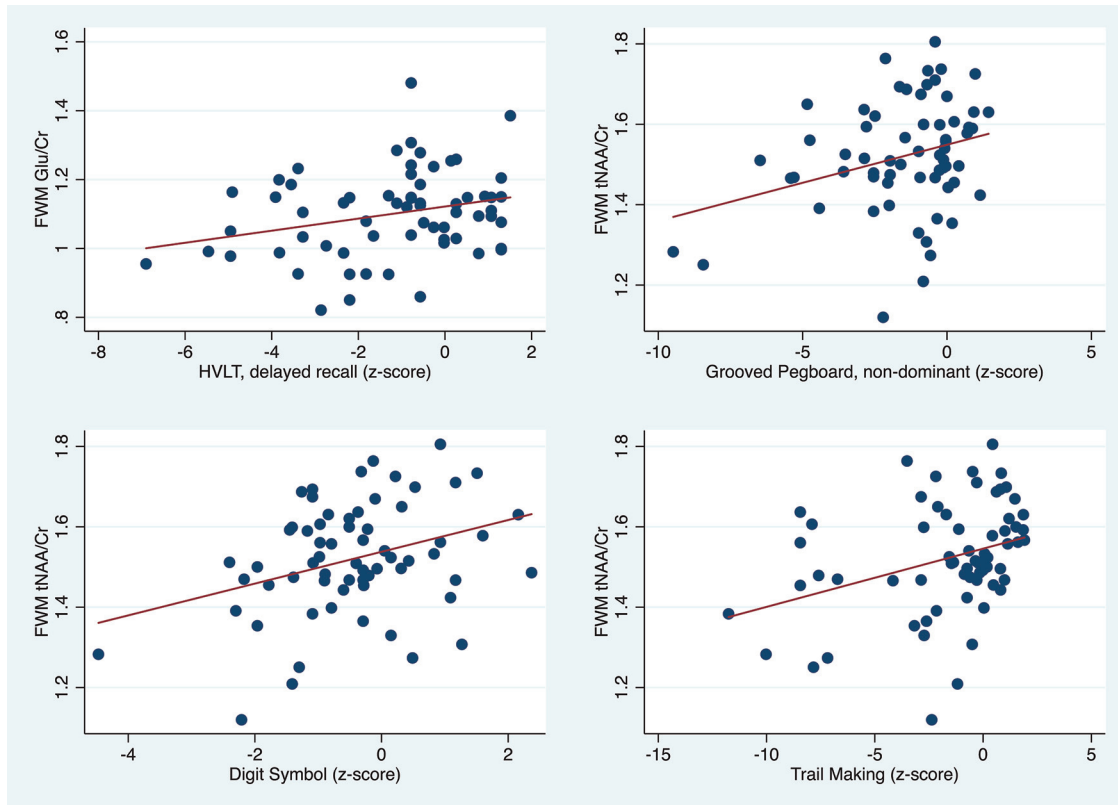 FWM Glu/Cr
1.6
1.4
1.2
1
.8
-8 -6 -4 -2 0 2
HVLT, delayed recall (z-score)
FWM tNAA/Cr
1.8
1.6
1.4
1.2
-10 -5 0 5
Grooved Pegboard, non-dominant (z-score)
FWM tNAA/Cr
1.8
1.6
1.4
1.2
-4 -2 0 2
Digit Symbol (z-score)
FWM tNAA/Cr
1.8
1.6
1.4
1.2
-15 -10 -5 0 5
Trail Making (z-score)